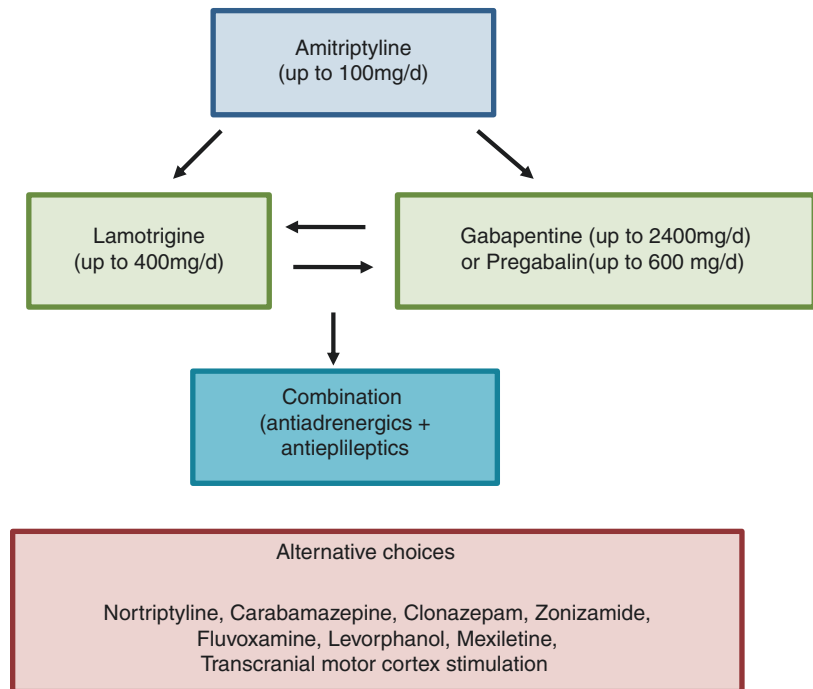 Amitriptyline
(up to 100mg/d)
Lamotrigine
(up to 400mg/d)
Gabapentine (up to 2400mg/d)
or Pregabalin(up to 600 mg/d)
Combination
(antiadrenergics +
antieplileptics
Alternative choices
Nortriptyline, Carabamazepine, Clonazepam, Zonizamide,
Fluvoxamine, Levorphanol, Mexiletine,
Transcranial motor cortex stimulation